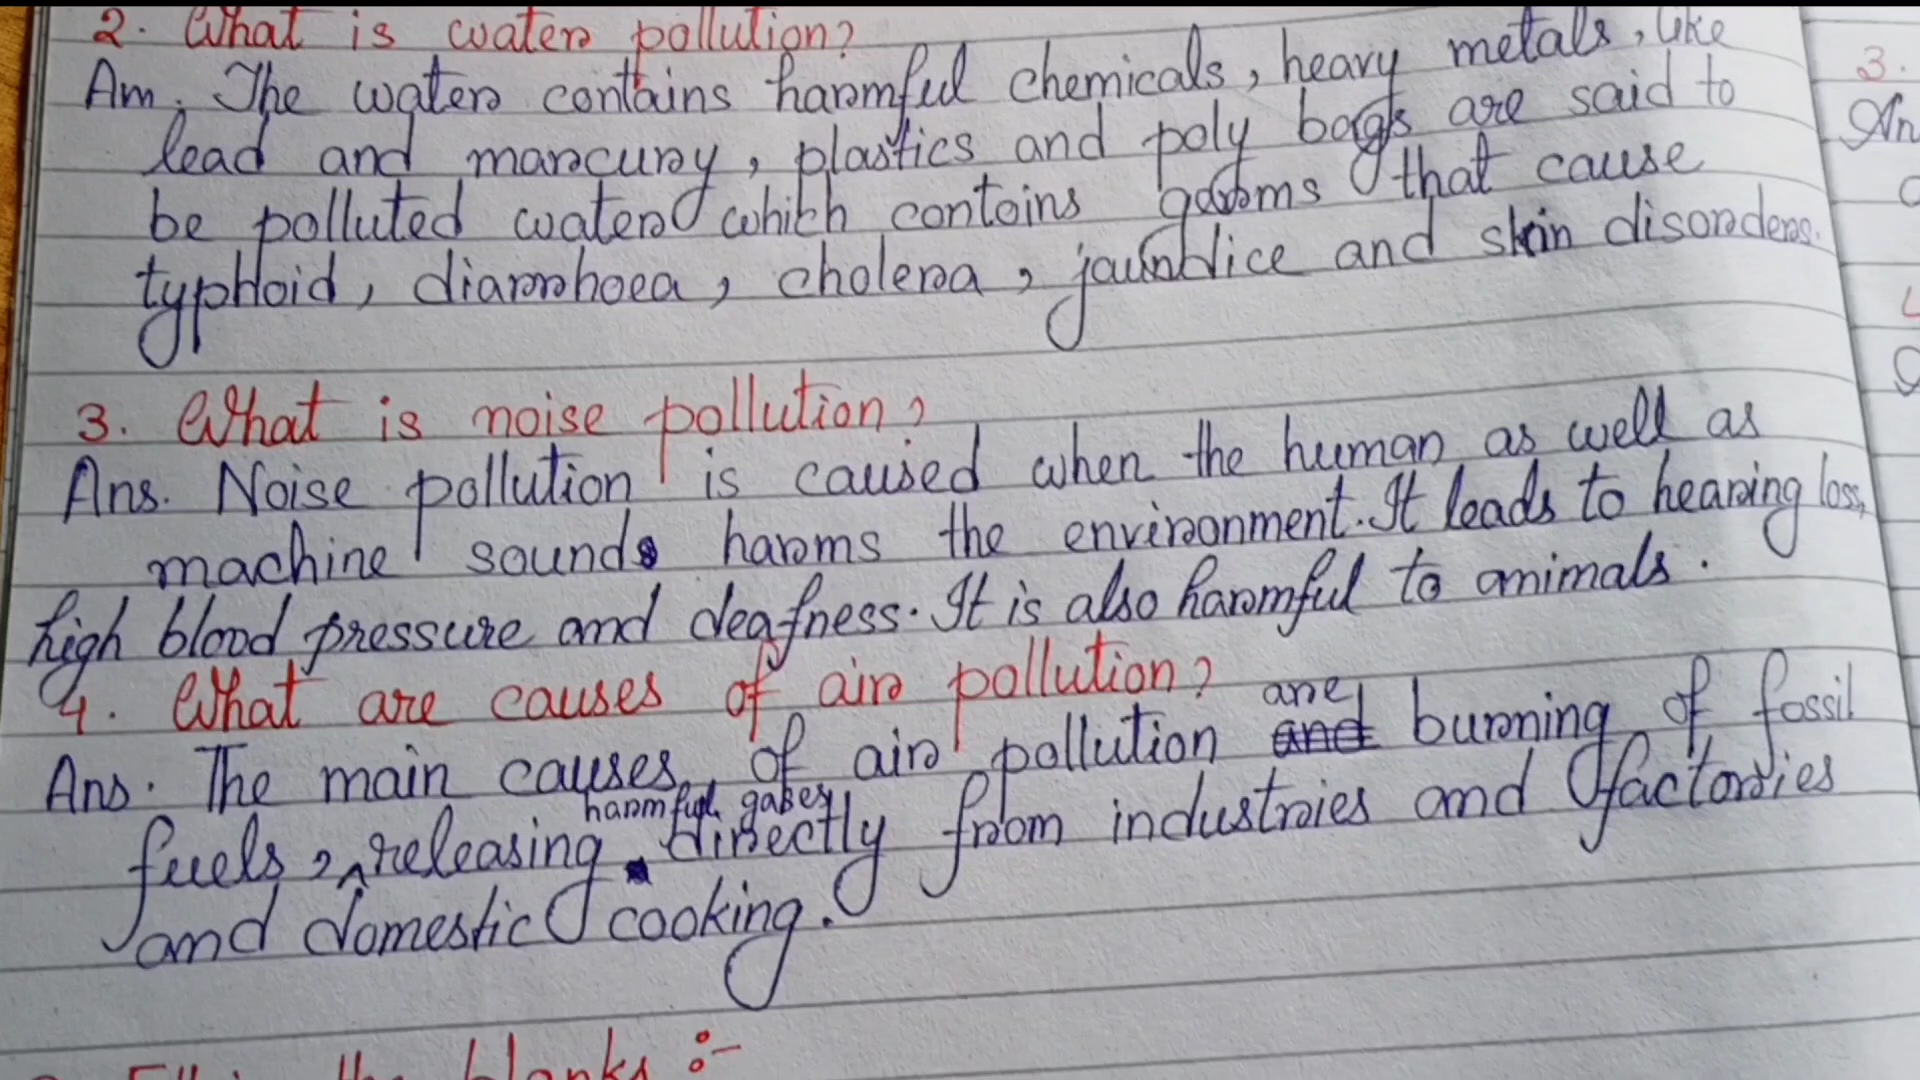 2. What is water pollution?
Ans. The water contains harmful chemicals, heavy metals, like
lead and marcury, plastics and poly bags are said to
be polluted water which contains germs that cause
typhoid, diarrhoea, cholera, jaundice and skin disorders.
3. What is noise pollution?
Ans. Noise pollution is caused when the human as well as
machine sounds harms the environment. It leads to hearing loss,
high blood pressure and deafness. It is also harmful to animals.
4. What are causes of air pollution?
Ans. The main causes of air pollution are burning of fossil
fuels, releasing harmful gases directly from industries and factories
and domestic cooking.
the blanks :-
3.
An